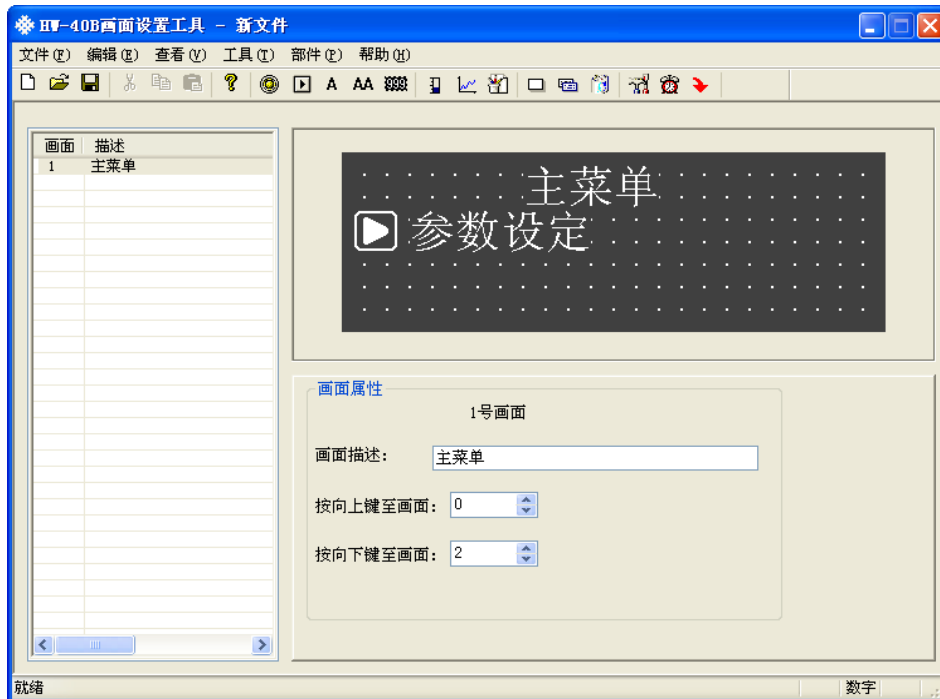 HW-40B画面设置工具 - 新文件
文件(F) 编辑(E) 查看(V) 工具(T) 部件(P) 帮助(H)
A AA
画面 描述
1 主菜单
主菜单
参数设定
画面属性
1号画面
画面描述: 主菜单
按向上键至画面: 0
按向下键至画面: 2
就绪 数字